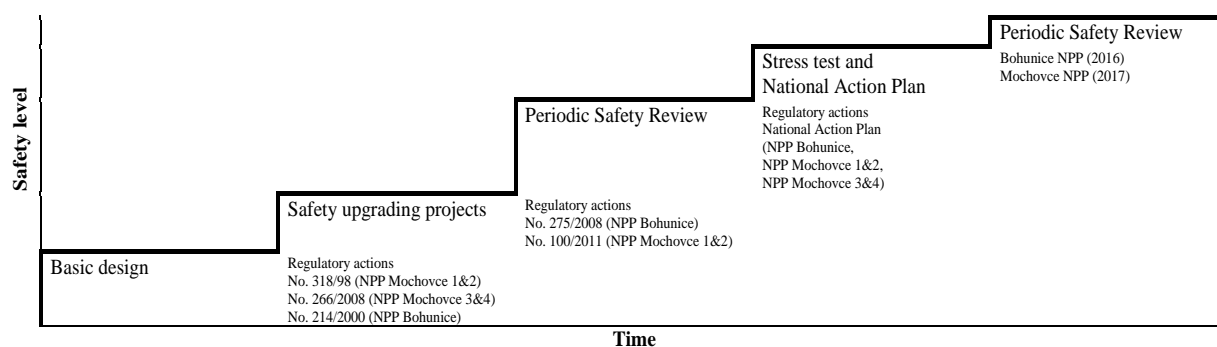 Safety level
Basic design
Safety upgrading projects
Regulatory actions
No. 318/98 (NPP Mochovce 1&2)
No. 266/2008 (NPP Mochovce 3&4)
No. 214/2000 (NPP Bohunice)
Periodic Safety Review
Regulatory actions
No. 275/2008 (NPP Bohunice)
No. 100/2011 (NPP Mochovce 1&2)
Stress test and
National Action Plan
Regulatory actions
National Action Plan
(NPP Bohunice,
NPP Mochovce 1&2,
NPP Mochovce 3&4)
Periodic Safety Review
Bohunice NPP (2016)
Mochovce NPP (2017)
Time